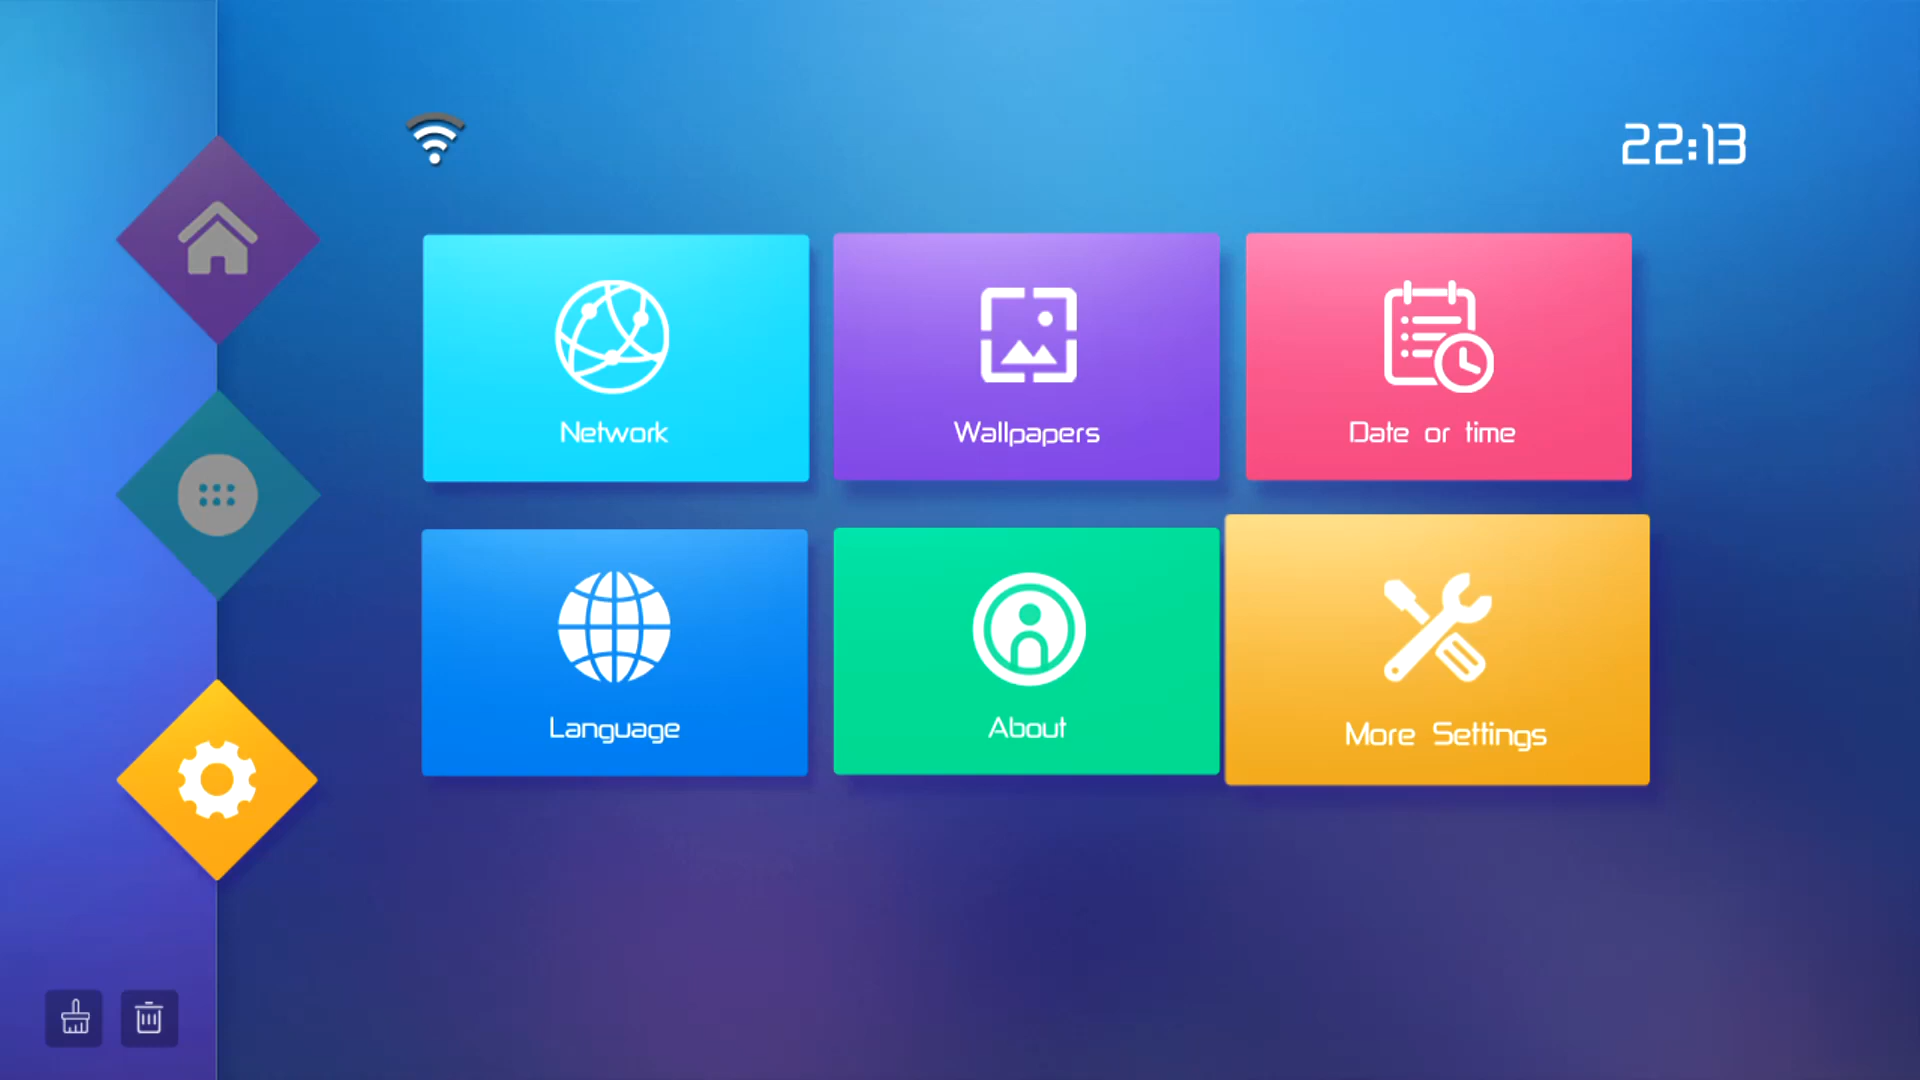 22:13
Network
Wallpapers
Date or time
Language
About
More Settings